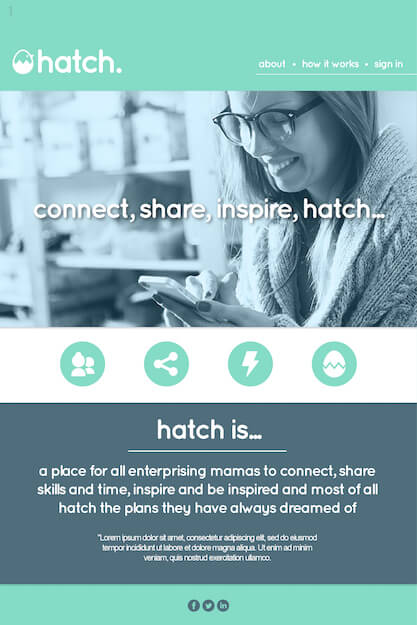 hatch.
about • how it works • sign in
connect, share, inspire, hatch...
hatch is...
a place for all enterprising mamas to connect, share
skills and time, inspire and be inspired and most of all
hatch the plans they have always dreamed of
"Lorem ipsum dolor sit amet, consectetur adipiscing elit, sed do eiusmod
tempor incididunt ut labore et dolore magna aliqua. Ut enim ad minim
veniam, quis nostrud exercitation ullamco.